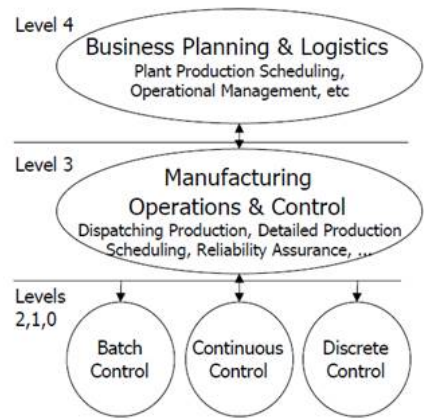 Level 4
Business Planning & Logistics
Plant Production Scheduling,
Operational Management, etc
Level 3
Manufacturing
Operations & Control
Dispatching Production, Detailed Production
Scheduling, Reliability Assurance, ...
Levels
2,1,0
Batch
Control
Continuous
Control
Discrete
Control